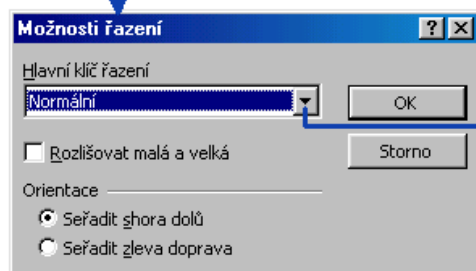 Možnosti řazení
Hlavní klíč řazení
Normální
OK
Rozlišovat malá a velká
Storno
Orientace
Seřadit shora dolů
Seřadit zleva doprava